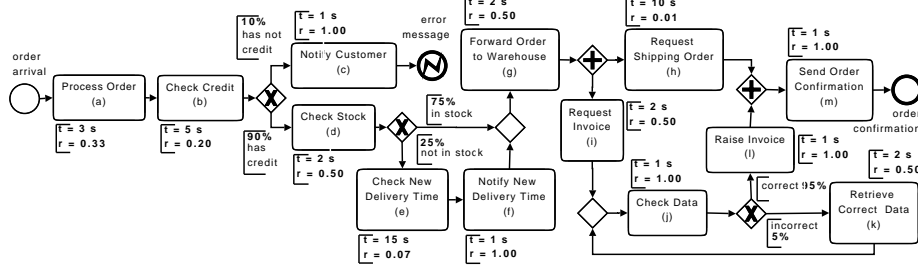 order
arrival
Process Order
(a)
t = 3 s
r = 0.33
Check Credit
(b)
t = 5 s
r = 0.20
10%
has not
credit
X
90%
has
credit
t = 1 s
r = 1.00
Notify Customer
(c)
error
message
Check Stock
(d)
t = 2 s
r = 0.50
X
75%
in stock
25%
not in stock
Check New
Delivery Time
(e)
t = 15 s
r = 0.07
Notify New
Delivery Time
(f)
t = 1 s
r = 1.00
t = 2 s
r = 0.50
Forward Order
to Warehouse
(g)
t = 10 s
r = 0.01
Request
Shipping Order
(h)
Request
Invoice
(i)
t = 2 s
r = 0.50
t = 1 s
r = 1.00
Check Data
(j)
X
correct 95%
incorrect
5%
t = 2 s
r = 0.50
Retrieve
Correct Data
(k)
Raise Invoice
(l)
t = 1 s
r = 1.00
t = 1 s
r = 1.00
Send Order
Confirmation
(m)
order
confirmation